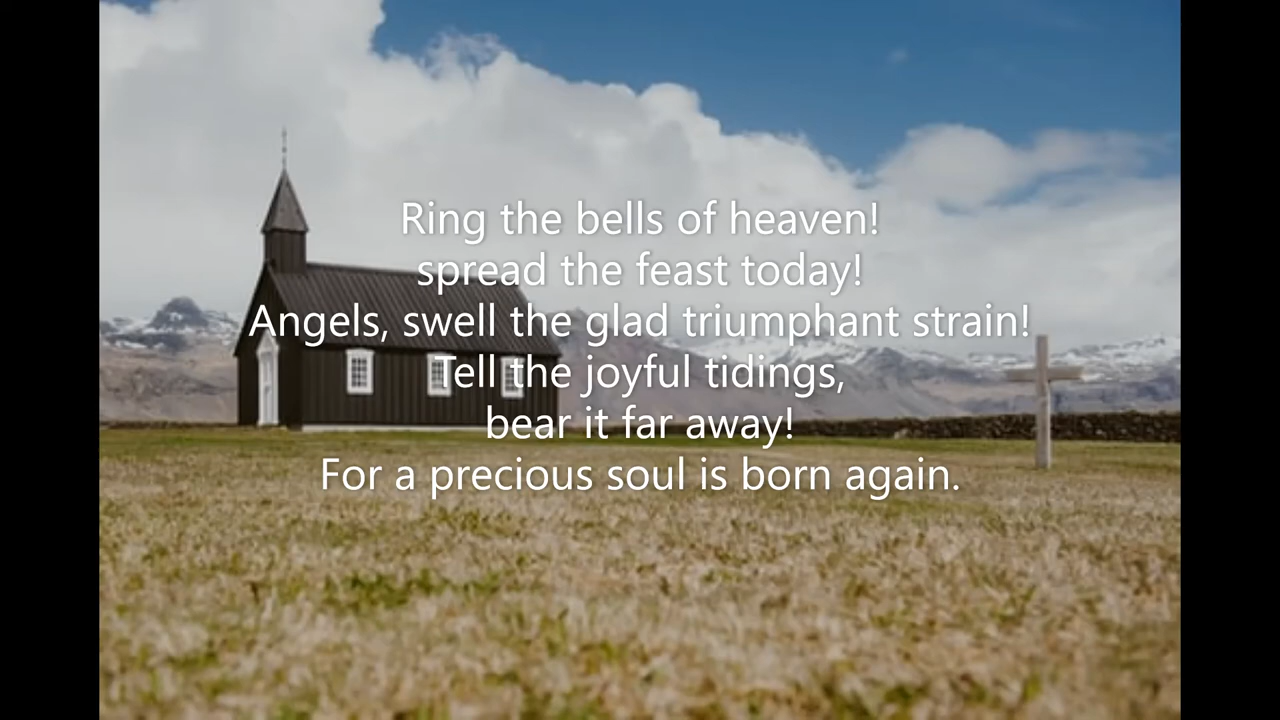 Ring the bells of heaven!
spread the feast today!
Angels, swell the glad triumphant strain!
Tell the joyful tidings,
bear it far away!
For a precious soul is born again.